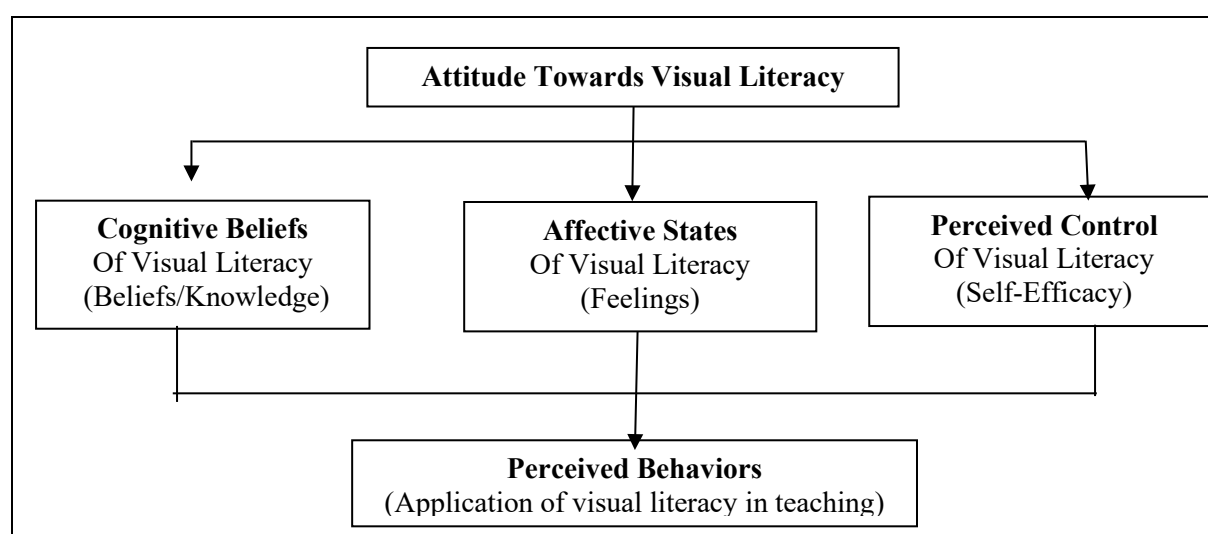 Attitude Towards Visual Literacy
Cognitive Beliefs
Of Visual Literacy
(Beliefs/Knowledge)
Affective States
Of Visual Literacy
(Feelings)
Perceived Control
Of Visual Literacy
(Self-Efficacy)
Perceived Behaviors
(Application of visual literacy in teaching)